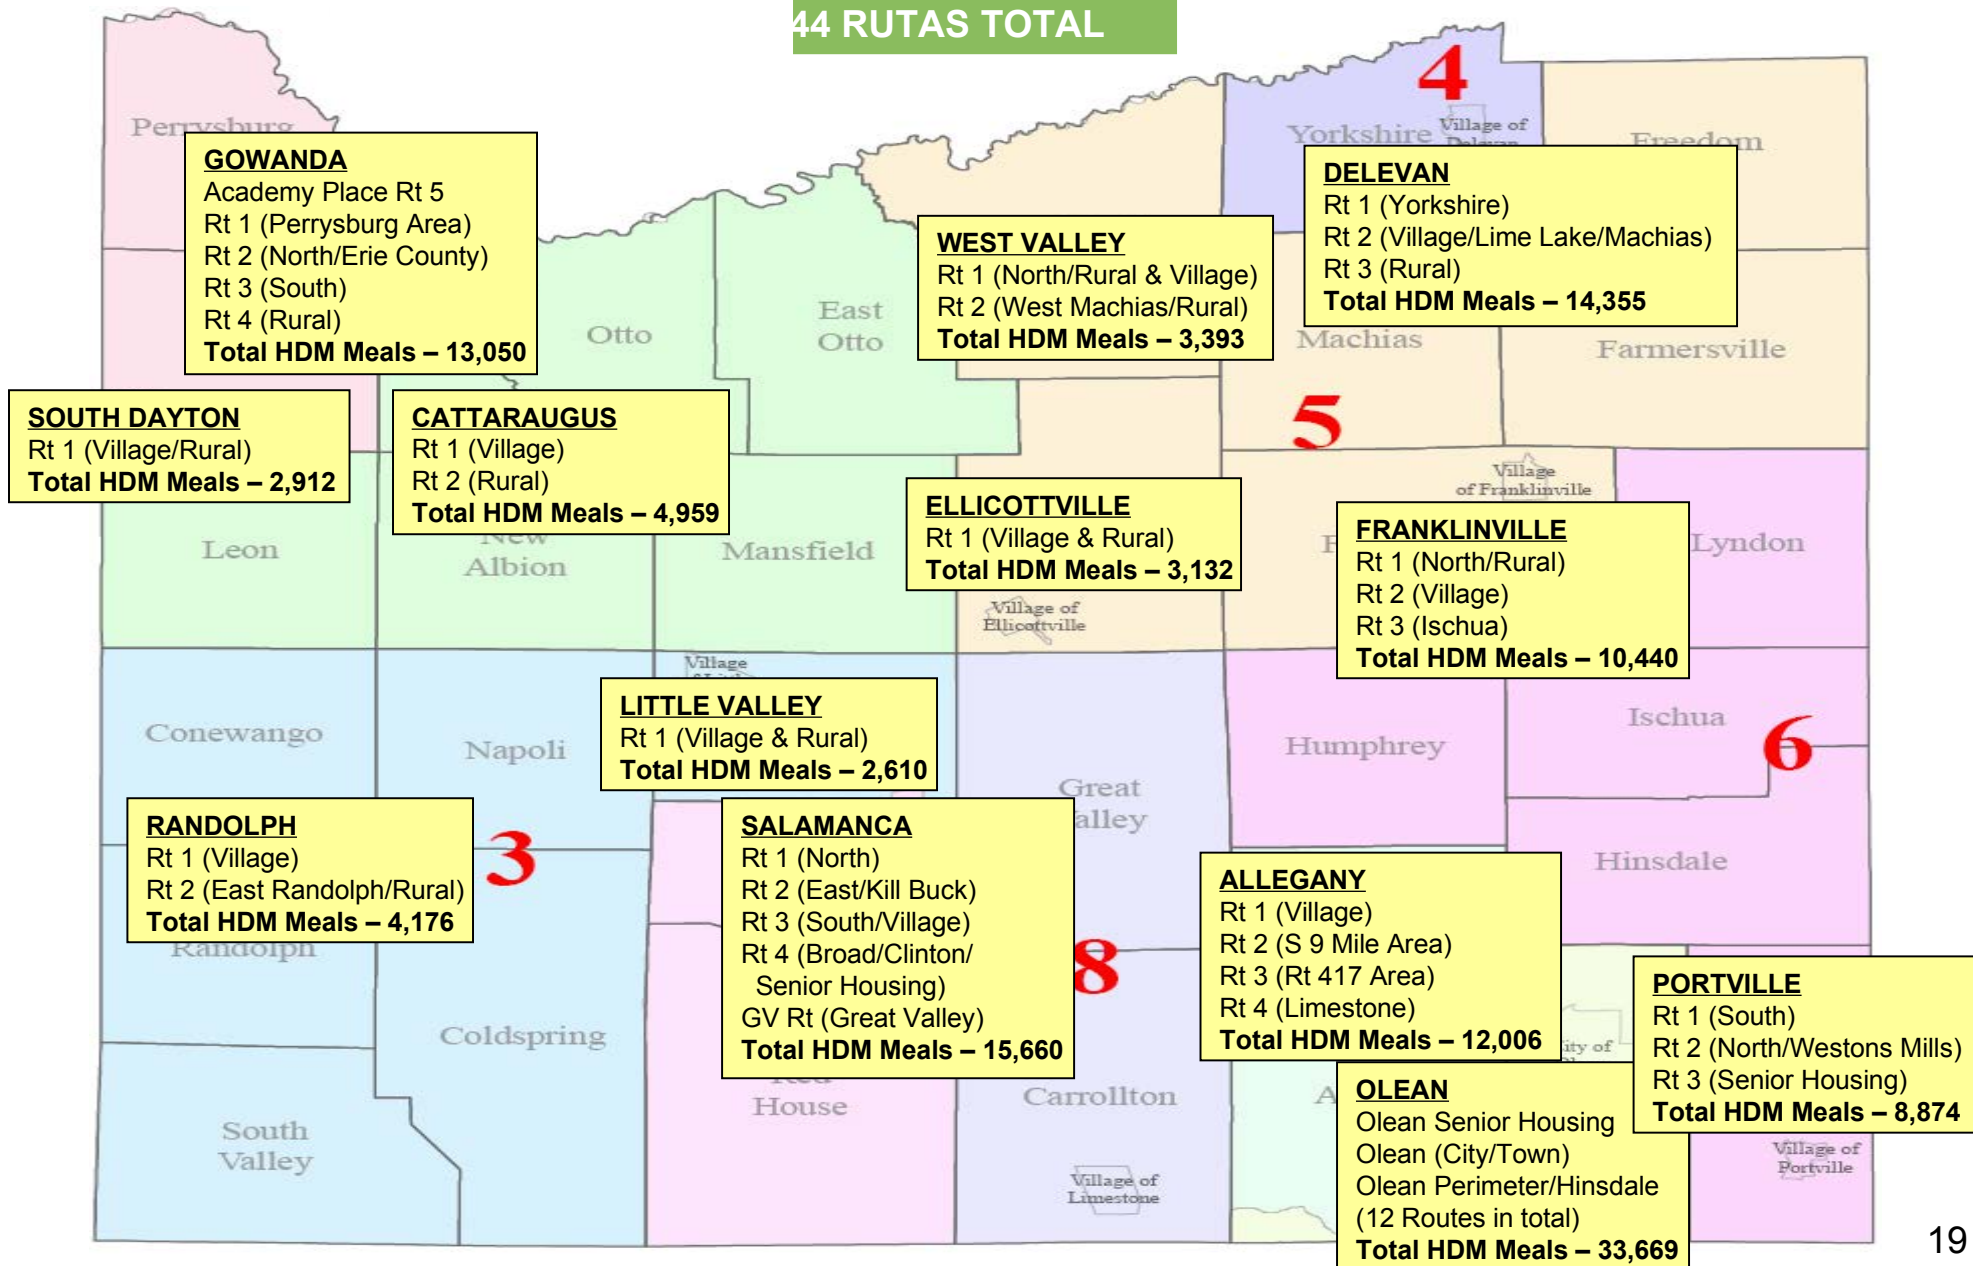 44 RUTAS TOTAL
4
Perrysburg
Yorkshire
Village of
Delevan
Freedom
GOWANDA
Academy Place Rt 5
Rt 1 (Perrysburg Area)
Rt 2 (North/Erie County)
Rt 3 (South)
Rt 4 (Rural)
Total HDM Meals – 13,050
DELEVAN
Rt 1 (Yorkshire)
Rt 2 (Village/Lime Lake/Machias)
Rt 3 (Rural)
Total HDM Meals – 14,355
WEST VALLEY
Rt 1 (North/Rural & Village)
Rt 2 (West Machias/Rural)
Total HDM Meals – 3,393
Otto
East
Otto
Machias
Farmersville
5
SOUTH DAYTON
Rt 1 (Village/Rural)
Total HDM Meals – 2,912
CATTARAUGUS
Rt 1 (Village)
Rt 2 (Rural)
Total HDM Meals – 4,959
Village
of Franklinville
ELLICOTTVILLE
Rt 1 (Village & Rural)
Total HDM Meals – 3,132
FRANKLINVILLE
Rt 1 (North/Rural)
Rt 2 (Village)
Rt 3 (Ischua)
Total HDM Meals – 10,440
Leon
New
Albion
Mansfield
F
Lyndon
Village of
Ellicottville
Village
LITTLE VALLEY
Rt 1 (Village & Rural)
Total HDM Meals – 2,610
Conewango
Napoli
Great
alley
Humphrey
Ischua
6
Hinsdale
RANDOLPH
Rt 1 (Village)
Rt 2 (East Randolph/Rural)
Total HDM Meals – 4,176
3
SALAMANCA
Rt 1 (North)
Rt 2 (East/Kill Buck)
Rt 3 (South/Village)
Rt 4 (Broad/Clinton/
Senior Housing)
GV Rt (Great Valley)
Total HDM Meals – 15,660
8
ALLEGANY
Rt 1 (Village)
Rt 2 (S 9 Mile Area)
Rt 3 (Rt 417 Area)
Rt 4 (Limestone)
Total HDM Meals – 12,006
Randolph
Coldspring
Red
House
Carrollton
A
ity of
PORTVILLE
Rt 1 (South)
Rt 2 (North/Westons Mills)
Rt 3 (Senior Housing)
Total HDM Meals – 8,874
OLEAN
Olean Senior Housing
Olean (City/Town)
Olean Perimeter/Hinsdale
(12 Routes in total)
Total HDM Meals – 33,669
South
Valley
Village of
Limestone
Village of
Portville
19